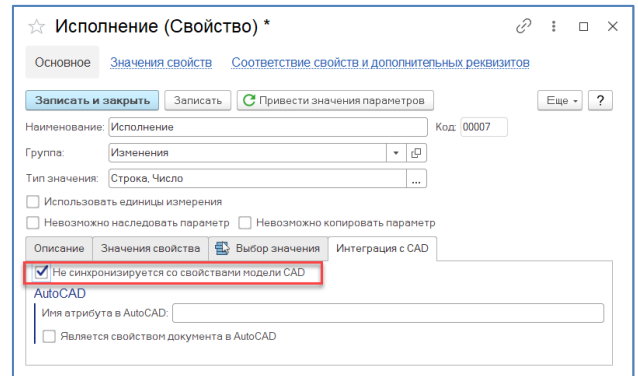 Исполнение (Свойство) *
Основное Значения свойств Соответствие свойств и дополнительных реквизитов
Записать и закрыть Записать Привести значения параметров Еще ?
Наименование: Исполнение Код: 00007
Группа: Изменения
Тип значения: Строка, Число ...
Использовать единицы измерения
Невозможно наследовать параметр Невозможно копировать параметр
Описание Значения свойства Выбор значения Интеграция с CAD
Не синхронизируется со свойствами модели CAD
AutoCAD
Имя атрибута в AutoCAD:
Является свойством документа в AutoCAD